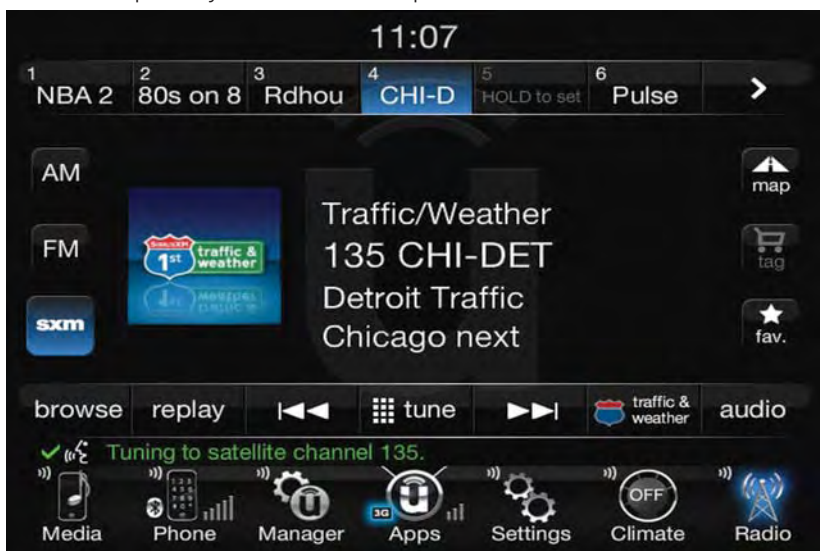 11:07
1 NBA 2
2 80s on 8
3 Rdhou
4 CHI-D
5 HOLD to set
6 Pulse
AM
FM
sxm
SIRIUSXM
1st traffic & weather
Traffic/Weather
135 CHI-DET
Detroit Traffic
Chicago next
map
tag
fav.
browse replay tune traffic & weather audio
Tuning to satellite channel 135.
3G OFF
Media Phone Manager Apps Settings Climate Radio